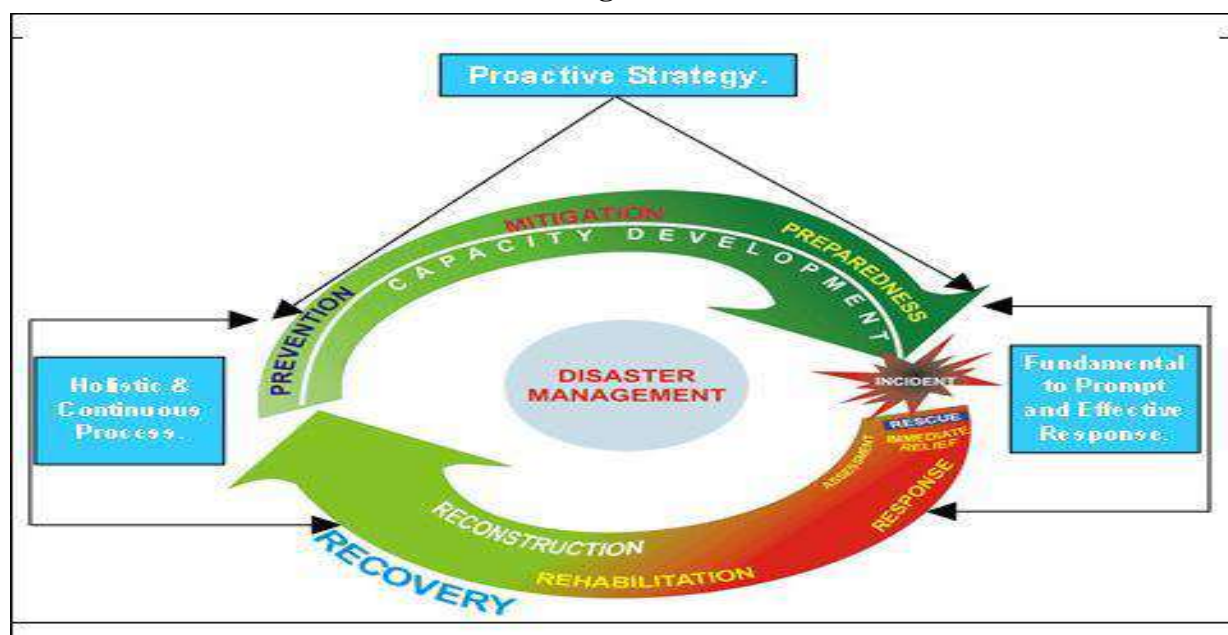 Proactive Strategy.
MITIGATION
CAPACITY DEVELOPMENT
PREPAREDNESS
PREVENTION
Holistic &
Continuous
Process.
DISASTER
MANAGEMENT
INCIDENT
Fundamental
to Prompt
and Effective
Response.
RESCUE
IMMEDIATE
RELIEF
ASSESSMENT
RESPONSE
RECONSTRUCTION
REHABILITATION
RECOVERY